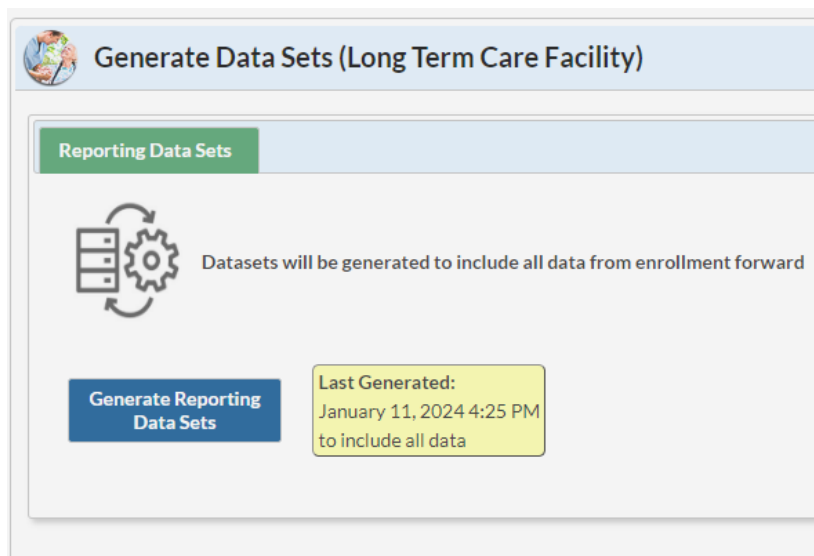 Generate Data Sets (Long Term Care Facility)
Reporting Data Sets
Datasets will be generated to include all data from enrollment forward
Generate Reporting
Data Sets
Last Generated:
January 11, 2024 4:25 PM
to include all data